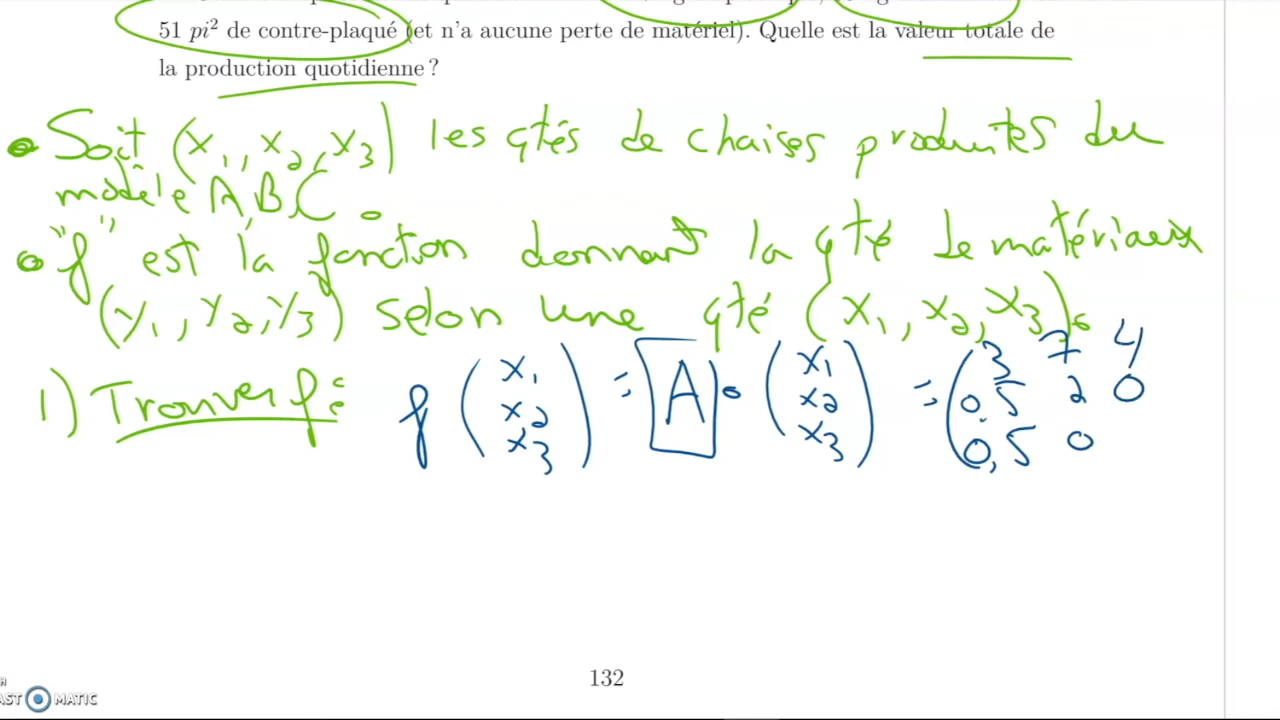 51 pi² de contre-plaqué (et n'a aucune perte de matériel). Quelle est la valeur totale de
la production quotidienne ?
• Soit (x₁, x₂, x₃) les qtés de chaises produites du
modèle A, B, C.
• "f" est la fonction donnant la qté de matériaux
(y₁, y₂, y₃) selon une qté (x₁, x₂, x₃).
1) Trouver f : f (x₁ x₂ x₃) = A • (x₁ x₂ x₃) = (3 7 4
0,5 2 0
0,5 0
132
MATIC